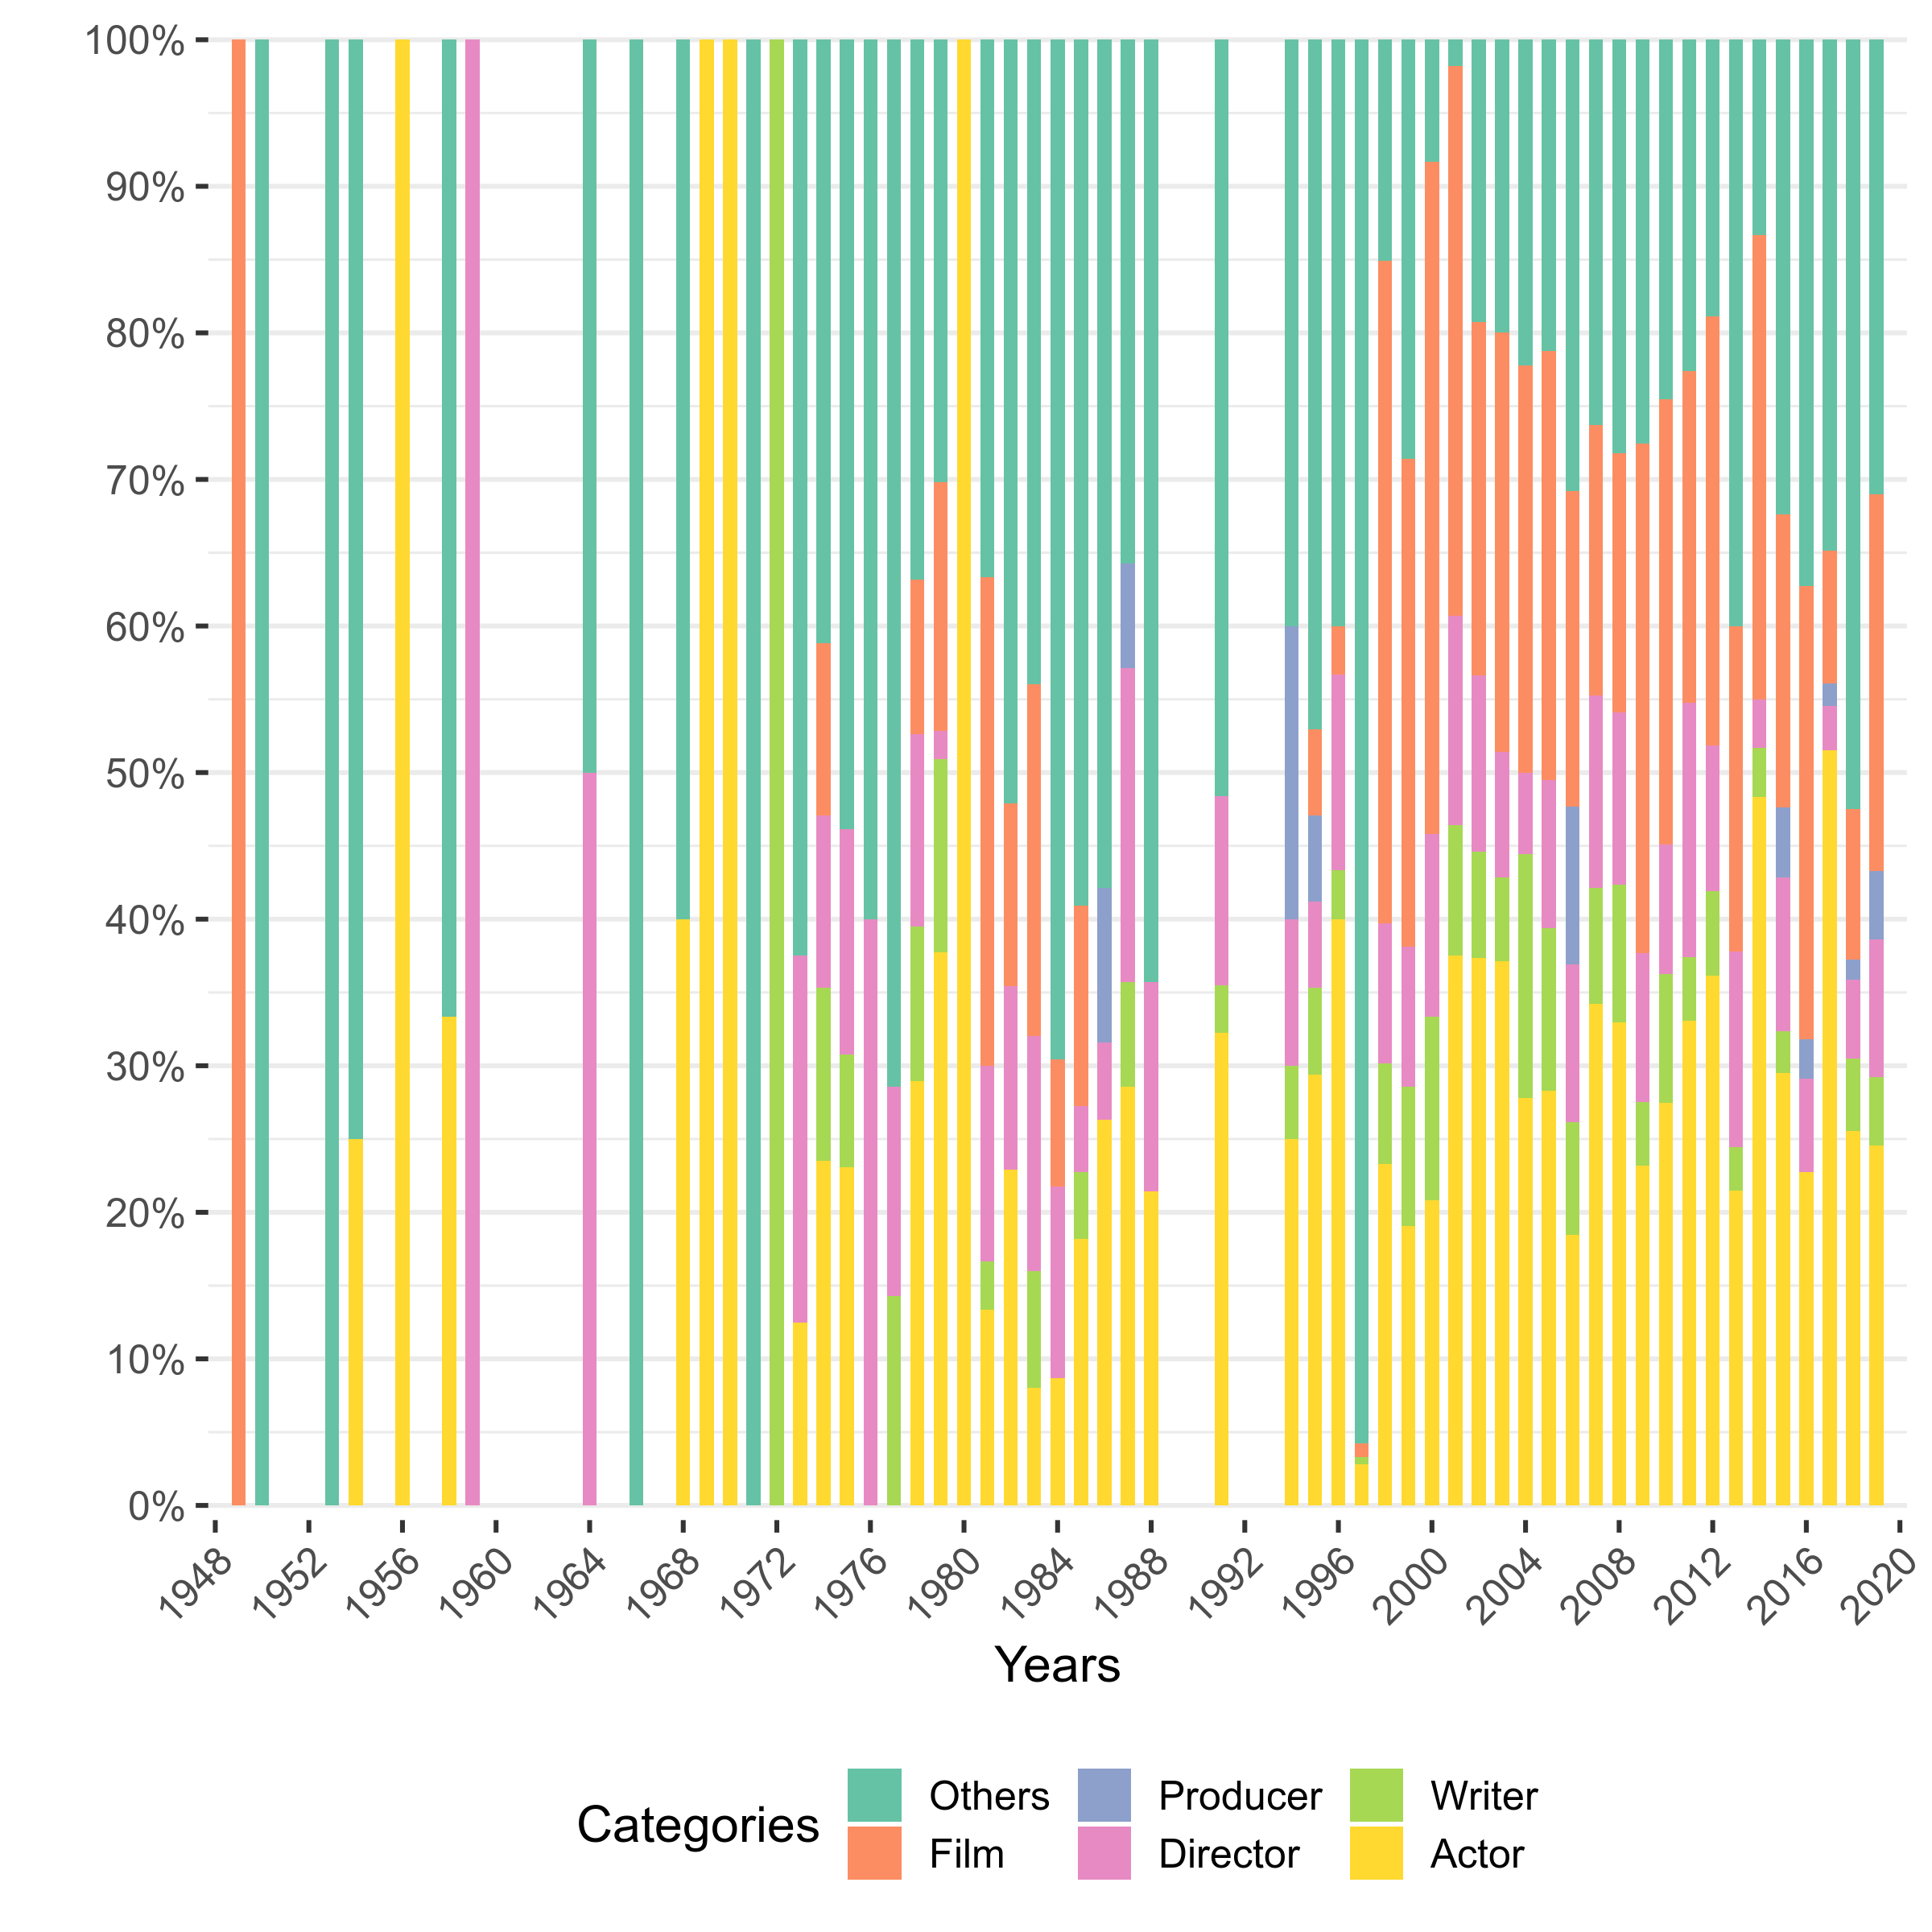 100%
90%
80%
70%
60%
50%
40%
30%
20%
10%
0%
1948 1952 1956 1960 1964 1968 1972 1976 1980 1984 1988 1992 1996 2000 2004 2008 2012 2016 2020
Years
Categories
Others Producer Writer
Film Director Actor